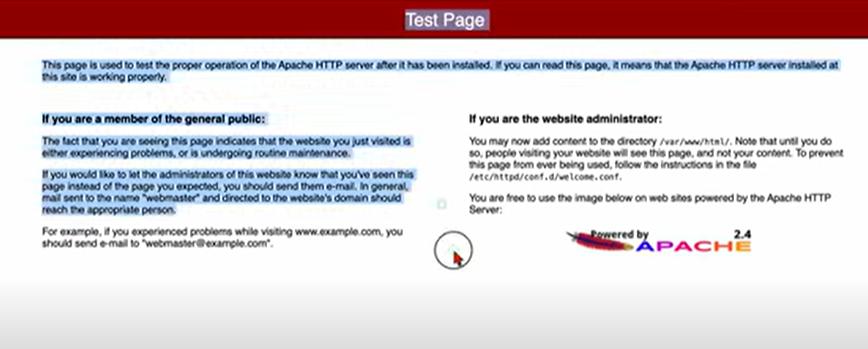 Test Page
This page is used to test the proper operation of the Apache HTTP server after it has been installed. If you can read this page, it means that the Apache HTTP server installed at
this site is working properly.
If you are a member of the general public:
The fact that you are seeing this page indicates that the website you just visited is
either experiencing problems, or is undergoing routine maintenance.
If you would like to let the administrators of this website know that you've seen this
page instead of the page you expected, you should send them e-mail. In general,
mail sent to the name "webmaster" and directed to the website's domain should
reach the appropriate person.
For example, if you experienced problems while visiting www.example.com, you
should send e-mail to "webmaster@example.com".
If you are the website administrator:
You may now add content to the directory /var/www/html/. Note that until you do
so, people visiting your website will see this page, and not your content. To prevent
this page from ever being used, follow the instructions in the file
/etc/httpd/conf.d/welcome.conf.
You are free to use the image below on web sites powered by the Apache HTTP
Server:
Powered by 2.4
APACHE